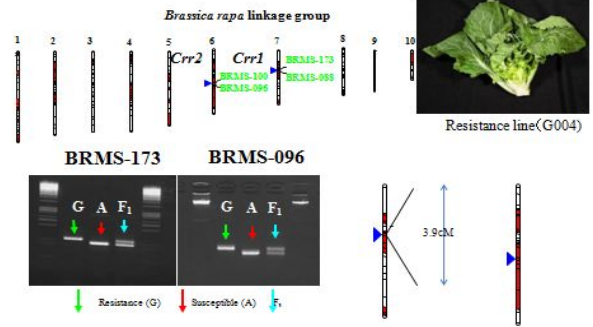 Brassica rapa linkage group
1 2 3 4 5 6 7 8 9 10
Crr2 Crr1
BRMS-173
BRMS-088
BRMS-100
BRMS-096
Resistance line(G004)
BRMS-173 BRMS-096
G A F1 G A F1
3.9cM
Resistance (G) Susceptible (A) F1